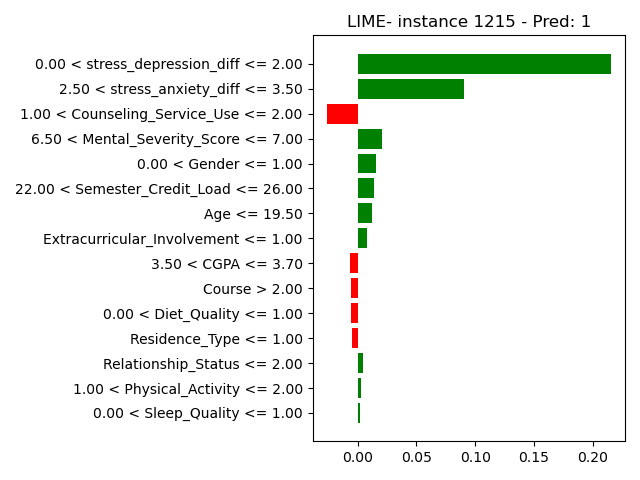 LIME- instance 1215 - Pred: 1
0.00 < stress_depression_diff <= 2.00
2.50 < stress_anxiety_diff <= 3.50
1.00 < Counseling_Service_Use <= 2.00
6.50 < Mental_Severity_Score <= 7.00
0.00 < Gender <= 1.00
22.00 < Semester_Credit_Load <= 26.00
Age <= 19.50
Extracurricular_Involvement <= 1.00
3.50 < CGPA <= 3.70
Course > 2.00
0.00 < Diet_Quality <= 1.00
Residence_Type <= 1.00
Relationship_Status <= 2.00
1.00 < Physical_Activity <= 2.00
0.00 < Sleep_Quality <= 1.00
0.00 0.05 0.10 0.15 0.20